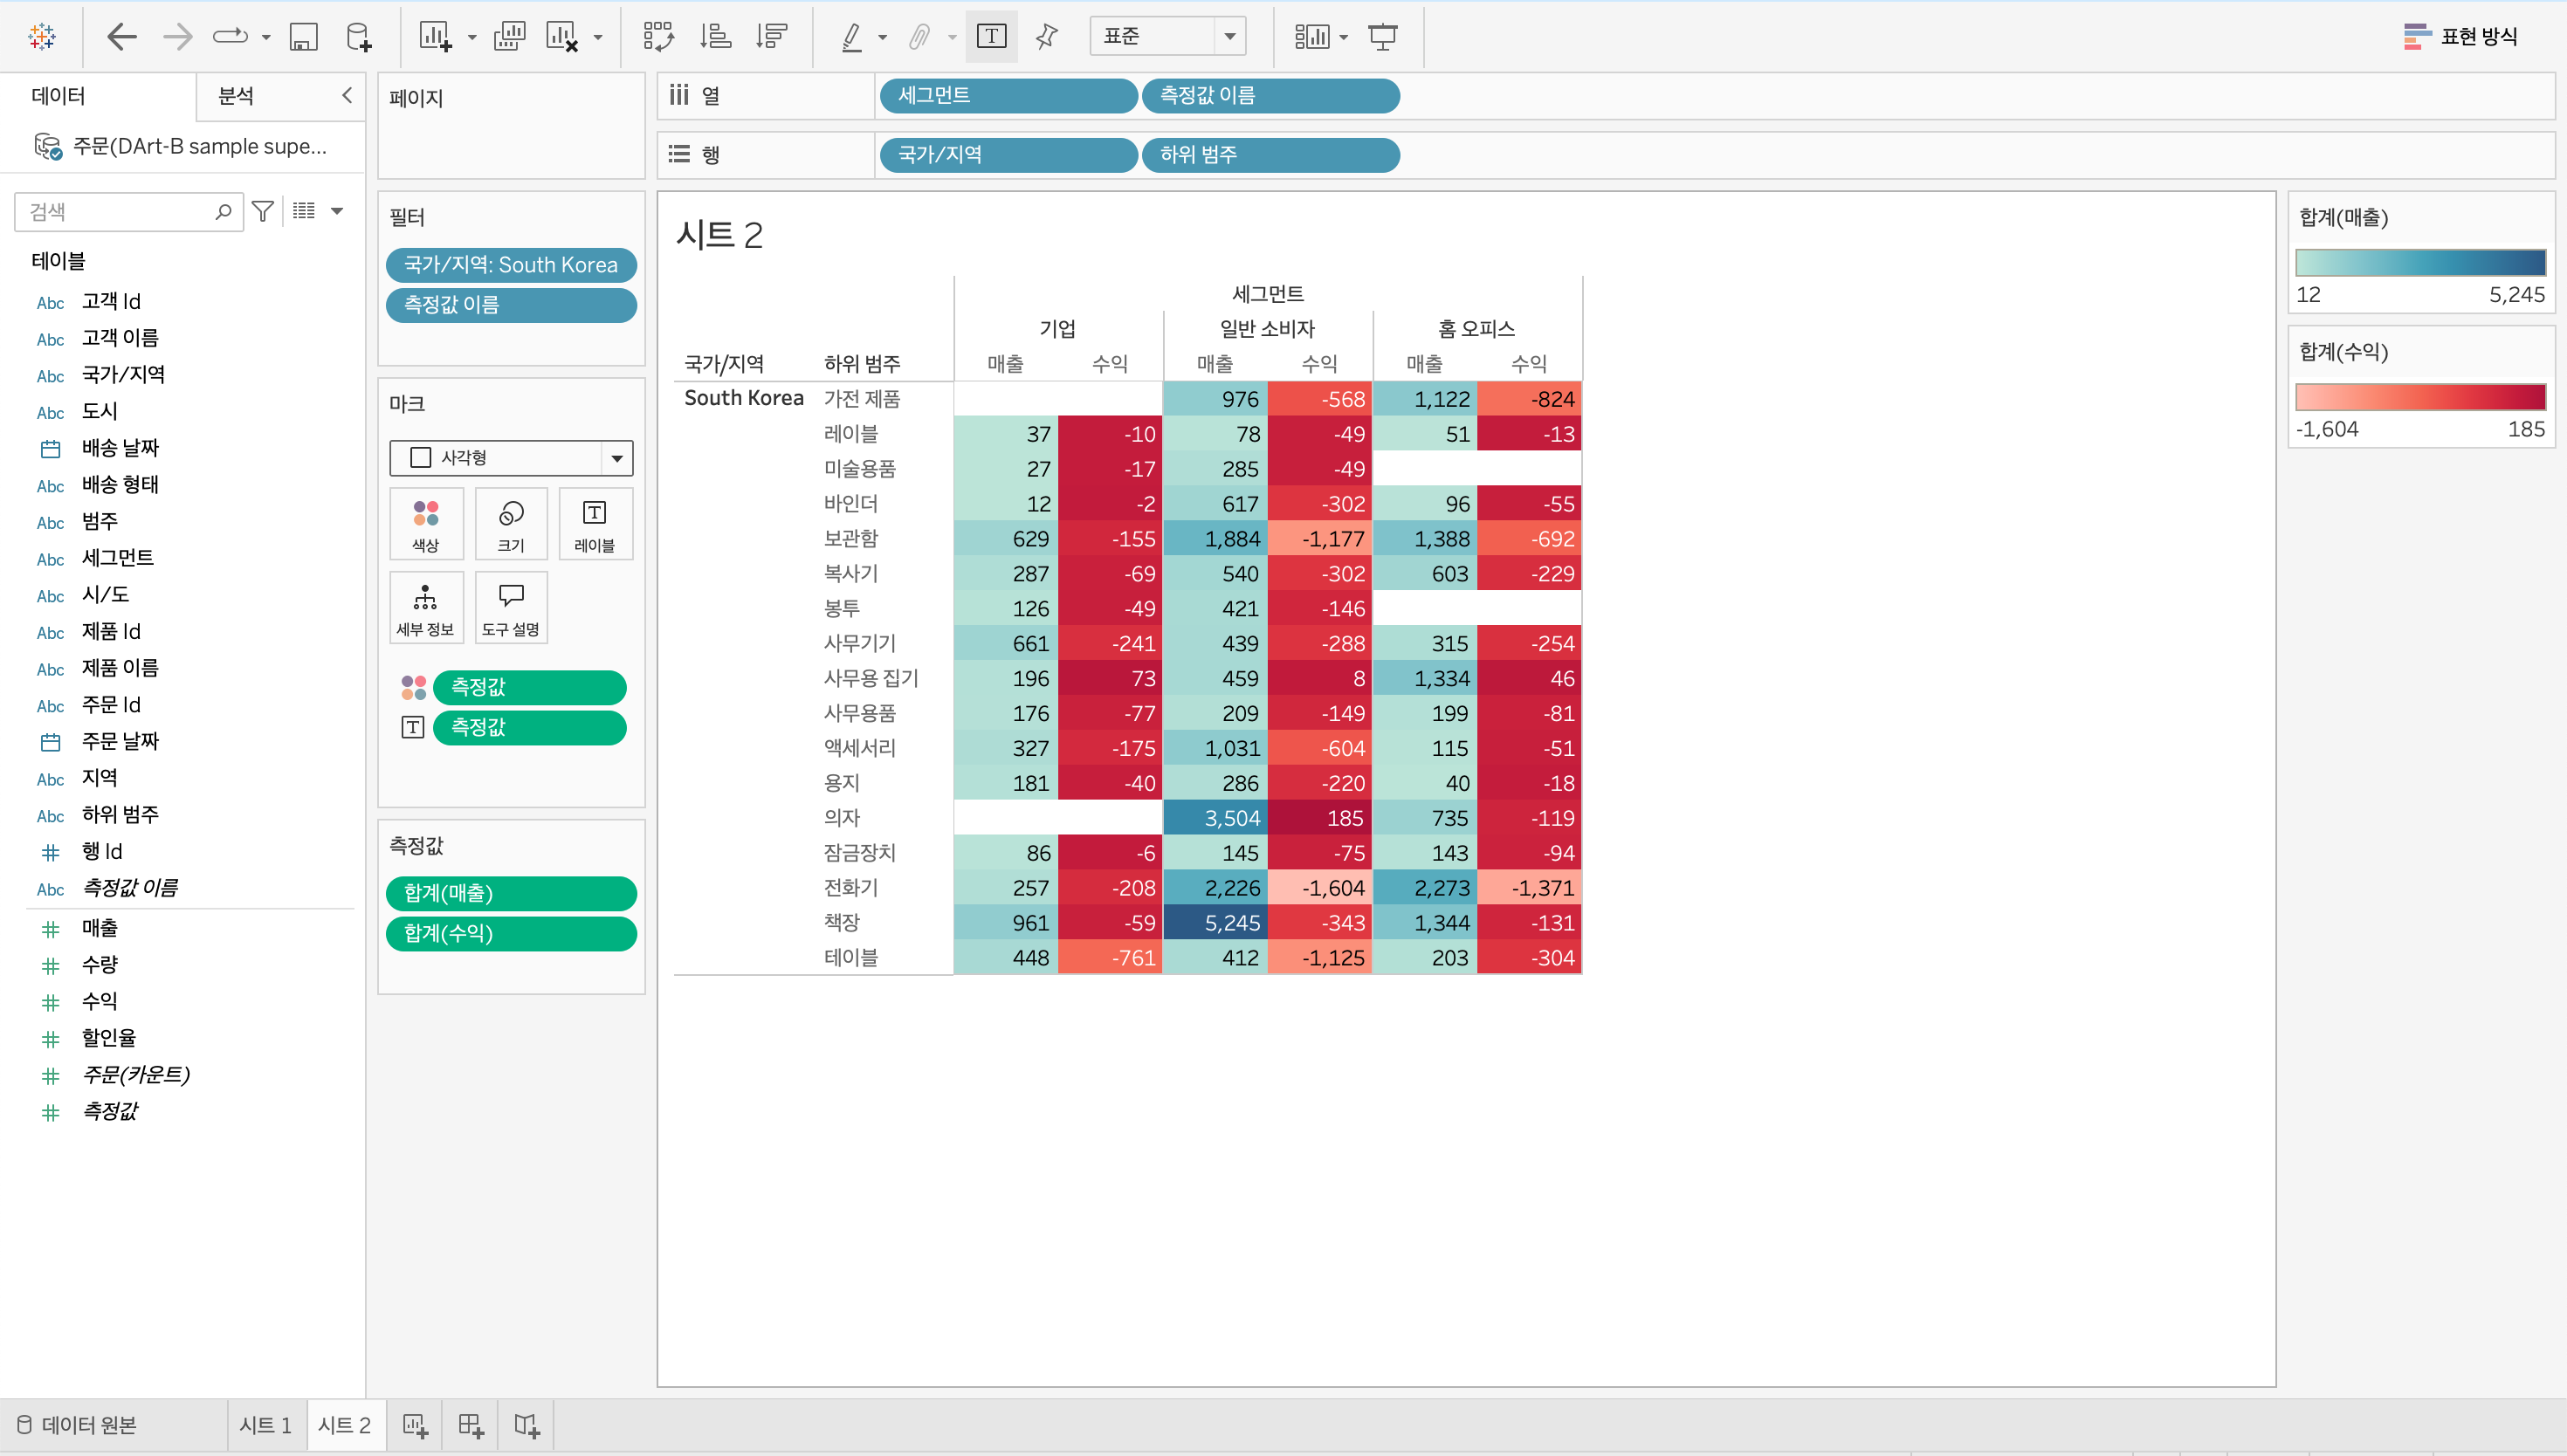 표준
표현 방식
데이터
분석
주문(DArt-B sample supe...
검색
테이블
Abc 고객 Id
Abc 고객 이름
Abc 국가/지역
Abc 도시
배송 날짜
Abc 배송 형태
Abc 범주
Abc 세그먼트
Abc 시/도
Abc 제품 Id
Abc 제품 이름
Abc 주문 Id
주문 날짜
Abc 지역
Abc 하위 범주
# 행 Id
Abc 측정값 이름
# 매출
# 수량
# 수익
# 할인율
# 주문(카운트)
# 측정값
페이지
필터
국가/지역: South Korea
측정값 이름
마크
사각형
색상 크기 T 레이블
세부 정보 도구 설명
측정값
T 측정값
측정값
합계(매출)
합계(수익)
열 세그먼트 측정값 이름
행 국가/지역 하위 범주
시트 2
세그먼트
기업 일반 소비자 홈 오피스
국가/지역 하위 범주 매출 수익 매출 수익 매출 수익
South Korea 가전 제품 976 -568 1,122 -824
레이블 37 -10 78 -49 51 -13
미술용품 27 -17 285 -49
바인더 12 -2 617 -302 96 -55
보관함 629 -155 1,884 -1,177 1,388 -692
복사기 287 -69 540 -302 603 -229
봉투 126 -49 421 -146
사무기기 661 -241 439 -288 315 -254
사무용 집기 196 73 459 8 1,334 46
사무용품 176 -77 209 -149 199 -81
액세서리 327 -175 1,031 -604 115 -51
용지 181 -40 286 -220 40 -18
의자 3,504 185 735 -119
잠금장치 86 -6 145 -75 143 -94
전화기 257 -208 2,226 -1,604 2,273 -1,371
책장 961 -59 5,245 -343 1,344 -131
테이블 448 -761 412 -1,125 203 -304
합계(매출)
12 5,245
합계(수익)
-1,604 185
데이터 원본 시트 1 시트 2